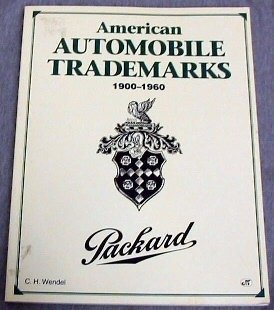 American
AUTOMOBILE
TRADEMARKS
1900-1960
Packard
C. H. Wendel